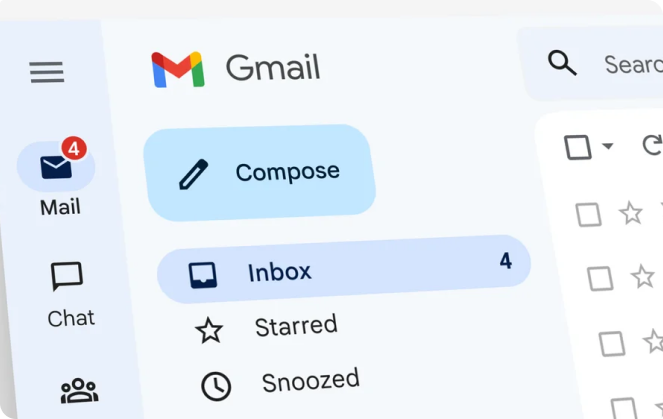 Gmail
Searc
4
Mail
Compose
Inbox 4
Chat
Starred
Snoozed